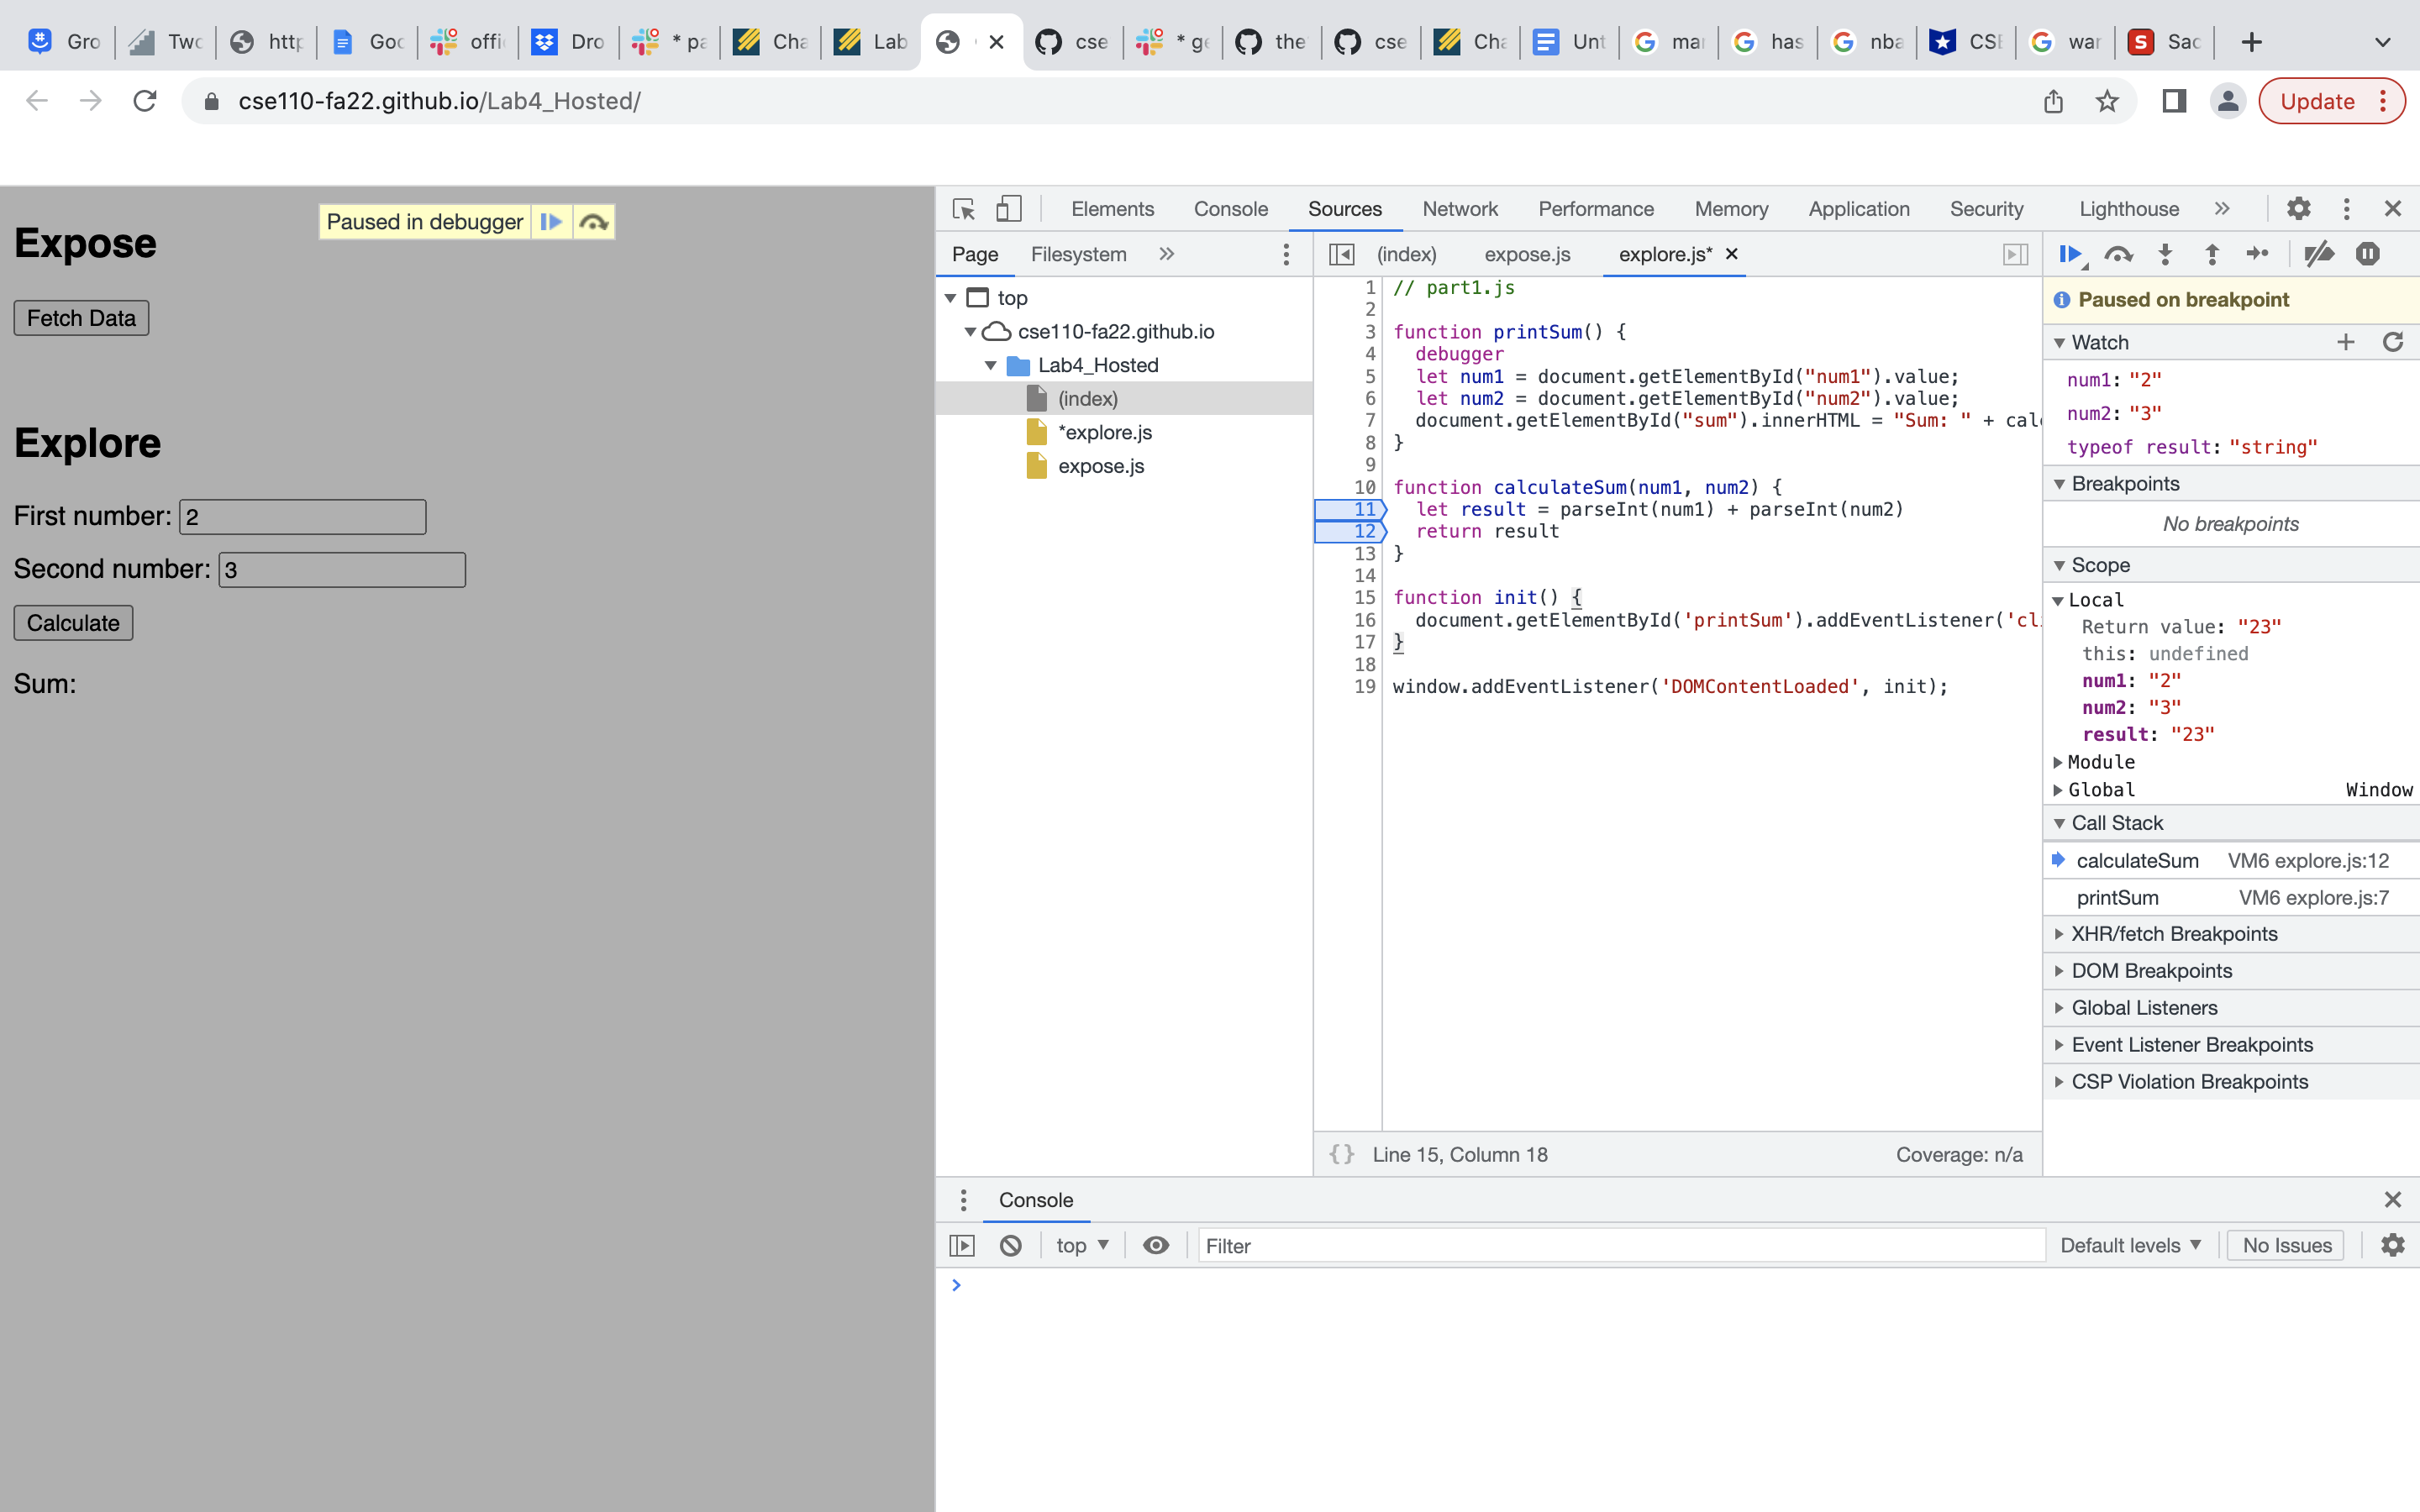 Gro Two http Goo offi Dro * pa Cha Lab cse * ge the cse Cha Unt mar has nba CSE war Sac
cse110-fa22.github.io/Lab4_Hosted/
Update
Paused in debugger
Expose
Fetch Data
Explore
First number: 2
Second number: 3
Calculate
Sum:
Elements Console Sources Network Performance Memory Application Security Lighthouse »
Page Filesystem »
top
cse110-fa22.github.io
Lab4_Hosted
(index)
*explore.js
expose.js
(index) expose.js explore.js*
1 // part1.js
2
3 function printSum() {
4 debugger
5 let num1 = document.getElementById("num1").value;
6 let num2 = document.getElementById("num2").value;
7 document.getElementById("sum").innerHTML = "Sum: " + calc
8 }
9
10 function calculateSum(num1, num2) {
11 let result = parseInt(num1) + parseInt(num2)
12 return result
13 }
14
15 function init() {
16 document.getElementById('printSum').addEventListener('cli
17 }
18
19 window.addEventListener('DOMContentLoaded', init);
{} Line 15, Column 18 Coverage: n/a
Paused on breakpoint
Watch
num1: "2"
num2: "3"
typeof result: "string"
Breakpoints
No breakpoints
Scope
Local
Return value: "23"
this: undefined
num1: "2"
num2: "3"
result: "23"
Module
Global Window
Call Stack
calculateSum VM6 explore.js:12
printSum VM6 explore.js:7
XHR/fetch Breakpoints
DOM Breakpoints
Global Listeners
Event Listener Breakpoints
CSP Violation Breakpoints
Console
top Filter Default levels No Issues